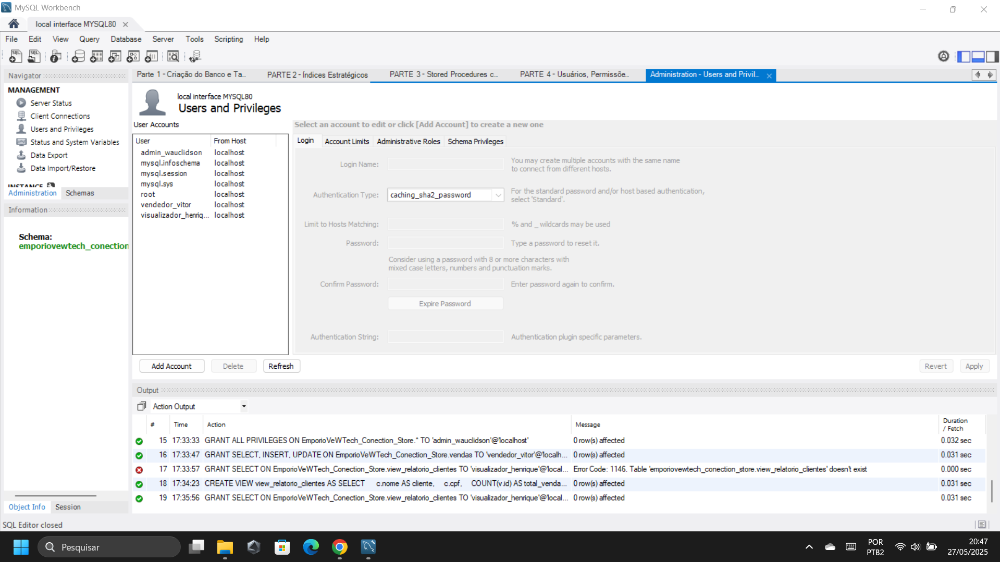 MySQL Workbench
local interface MYSQL80
File Edit View Query Database Server Tools Scripting Help
Navigator
MANAGEMENT
Server Status
Client Connections
Users and Privileges
Status and System Variables
Data Export
Data Import/Restore
INSTANCE
Administration Schemas
Information
Schema:
emporiovewtech_conection
Object Info Session
Parte 1 - Criação do Banco e Ta... PARTE 2 - Índices Estratégicos PARTE 3 - Stored Procedures c... PARTE 4 - Usuários, Permissõe... Administration - Users and Privil...
local interface MYSQL80
Users and Privileges
User Accounts
User From Host
admin_wauclidson localhost
mysql.infoschema localhost
mysql.session localhost
mysql.sys localhost
root localhost
vendedor_vitor localhost
visualizador_henriq... localhost
Add Account Delete Refresh
Select an account to edit or click [Add Account] to create a new one
Login Account Limits Administrative Roles Schema Privileges
Login Name: You may create multiple accounts with the same name
to connect from different hosts.
Authentication Type: caching_sha2_password For the standard password and/or host based authentication,
select 'Standard'.
Limit to Hosts Matching: % and _ wildcards may be used
Password: Type a password to reset it.
Consider using a password with 8 or more characters with
mixed case letters, numbers and punctuation marks.
Confirm Password: Enter password again to confirm.
Expire Password
Authentication String: Authentication plugin specific parameters.
Revert Apply
Output
Action Output
# Time Action Message Duration / Fetch
15 17:33:33 GRANT ALL PRIVILEGES ON EmporioVeWTech_Conection_Store.* TO 'admin_wauclidson'@'localhost' 0 row(s) affected 0.032 sec
16 17:33:47 GRANT SELECT, INSERT, UPDATE ON EmporioVeWTech_Conection_Store.vendas TO 'vendedor_vitor'@'localh... 0 row(s) affected 0.031 sec
17 17:33:57 GRANT SELECT ON EmporioVeWTech_Conection_Store.view_relatorio_clientes TO 'visualizador_henrique'@'local... Error Code: 1146. Table 'emporiovewtech_conection_store.view_relatorio_clientes' doesn't exist 0.000 sec
18 17:34:23 CREATE VIEW view_relatorio_clientes AS SELECT c.nome AS cliente, c.cpf, COUNT(v.id) AS total_venda... 0 row(s) affected 0.031 sec
19 17:35:56 GRANT SELECT ON EmporioVeWTech_Conection_Store.view_relatorio_clientes TO 'visualizador_henrique'@'local... 0 row(s) affected 0.031 sec
SQL Editor closed
Pesquisar
POR
PTB2
20:47
27/05/2025